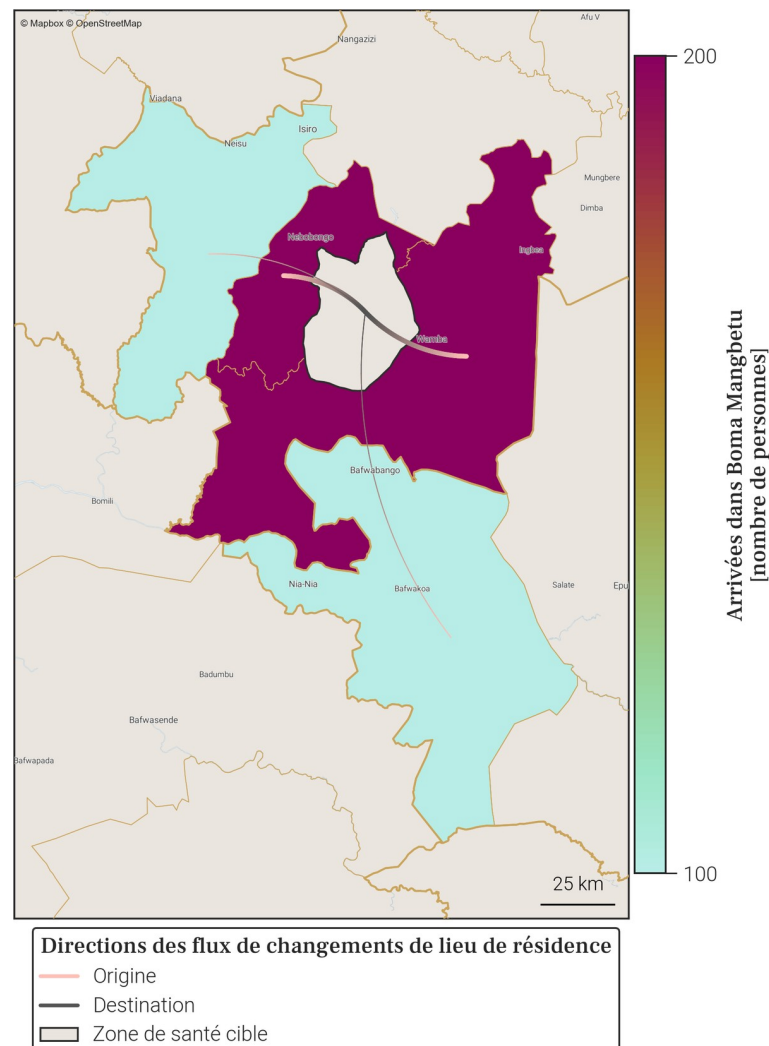 © Mapbox © OpenStreetMap
Afu V
Nangazizi
Viadana
Isiro
Neisu
Mungbere
Dimba
Nebobongo
Ingbea
Wamba
Bafwabango
Bomili
Nia-Nia
Bafwakoa
Salate
Epu
Badumbu
Bafwasende
Bafwapada
25 km
200
100
Arrivées dans Boma Mangbetu
[nombre de personnes]
Directions des flux de changements de lieu de résidence
Origine
Destination
Zone de santé cible